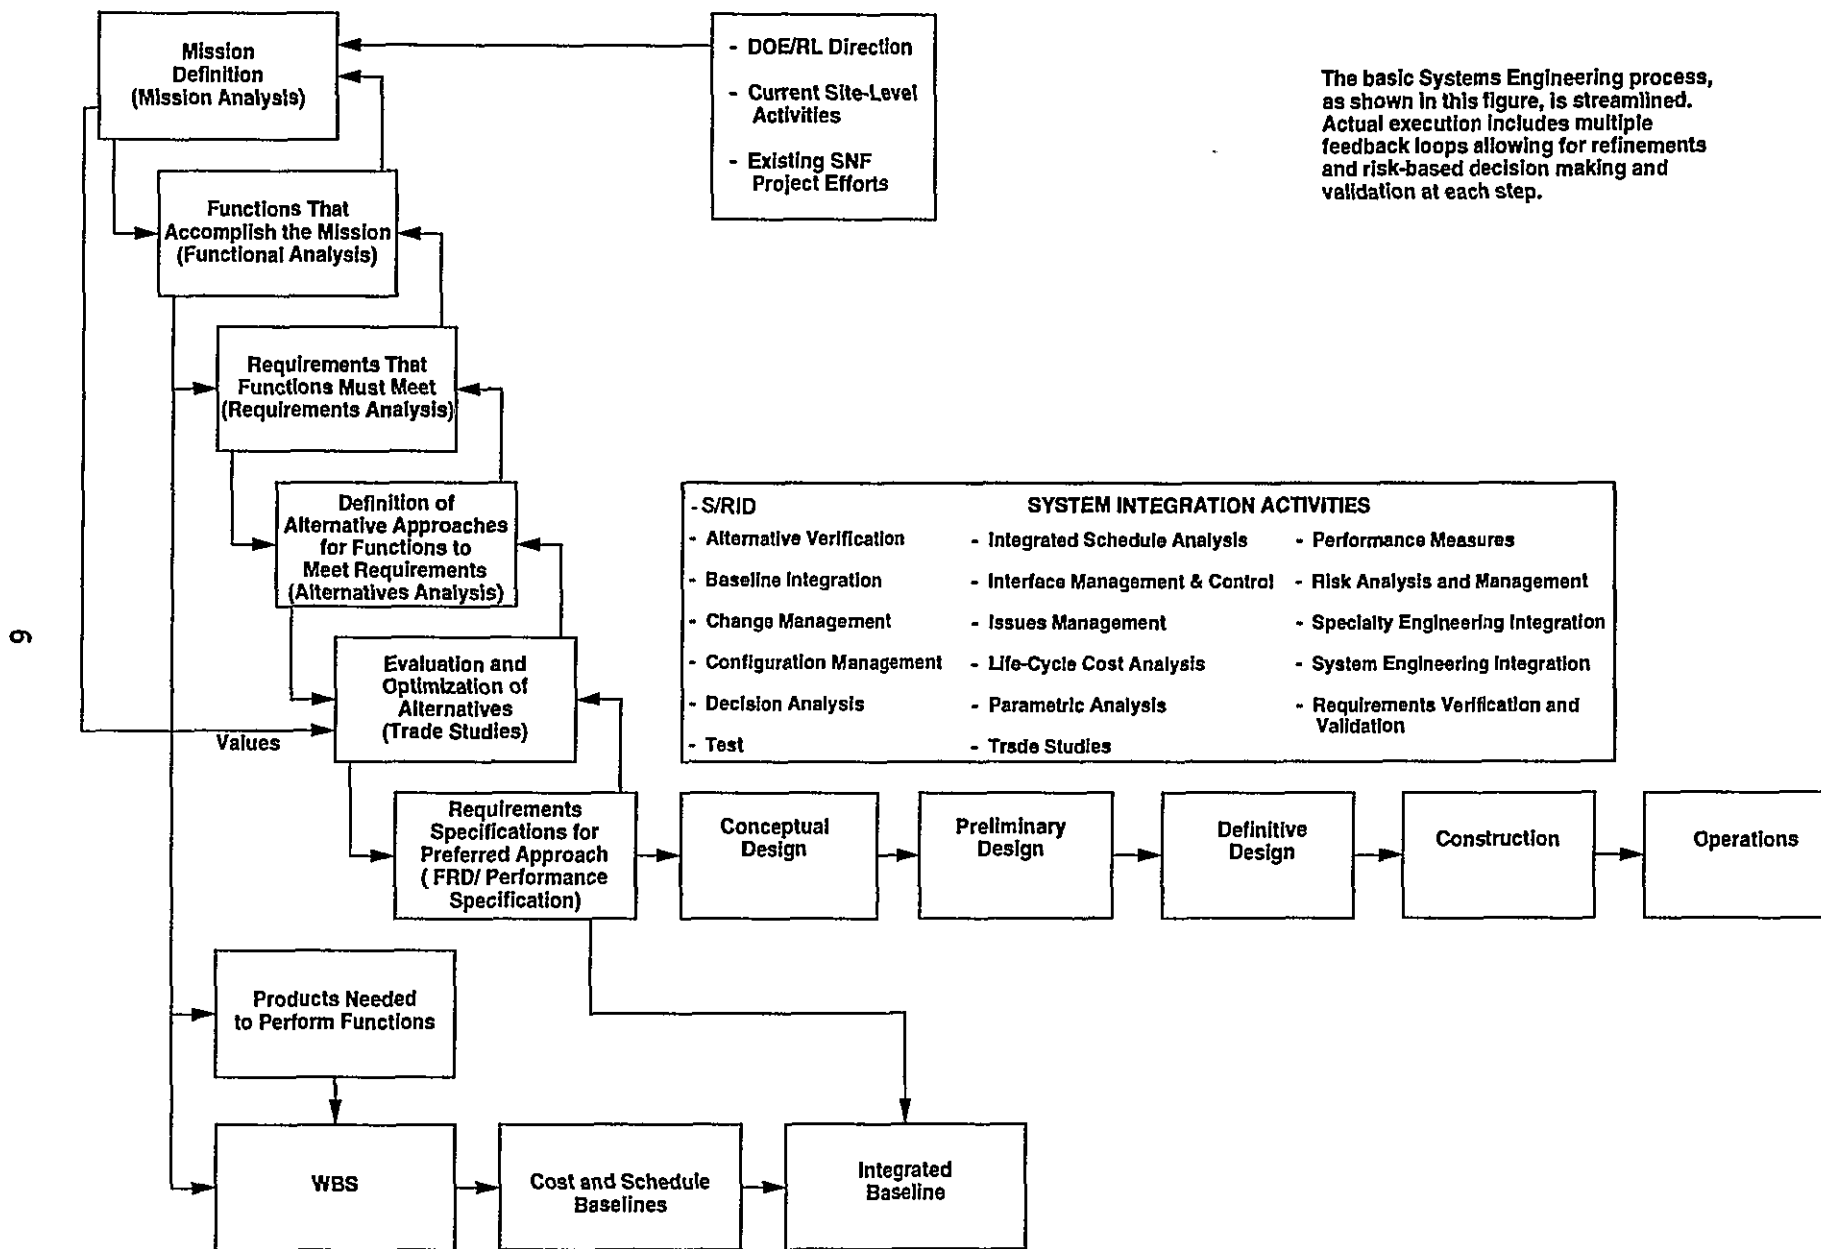 Mission
Definition
(Mission Analysis)
- DOE/RL Direction
- Current Site-Level
Activities
- Existing SNF
Project Efforts
The basic Systems Engineering process,
as shown in this figure, is streamlined.
Actual execution includes multiple
feedback loops allowing for refinements
and risk-based decision making and
validation at each step.
Functions That
Accomplish the Mission
(Functional Analysis)
Requirements That
Functions Must Meet
(Requirements Analysis)
Definition of
Alternative Approaches
for Functions to
Meet Requirements
(Alternatives Analysis)
Evaluation and
Optimization of
Alternatives
(Trade Studies)
Values
9
- S/RID
SYSTEM INTEGRATION ACTIVITIES
- Alternative Verification
- Baseline Integration
- Change Management
- Configuration Management
- Decision Analysis
- Test
- Integrated Schedule Analysis
- Interface Management & Control
- Issues Management
- Life-Cycle Cost Analysis
- Parametric Analysis
- Trade Studies
- Performance Measures
- Risk Analysis and Management
- Specialty Engineering Integration
- System Engineering Integration
- Requirements Verification and
Validation
Requirements
Specifications for
Preferred Approach
( FRD/ Performance
Specification)
Conceptual
Design
Preliminary
Design
Definitive
Design
Construction
Operations
Products Needed
to Perform Functions
WBS
Cost and Schedule
Baselines
Integrated
Baseline